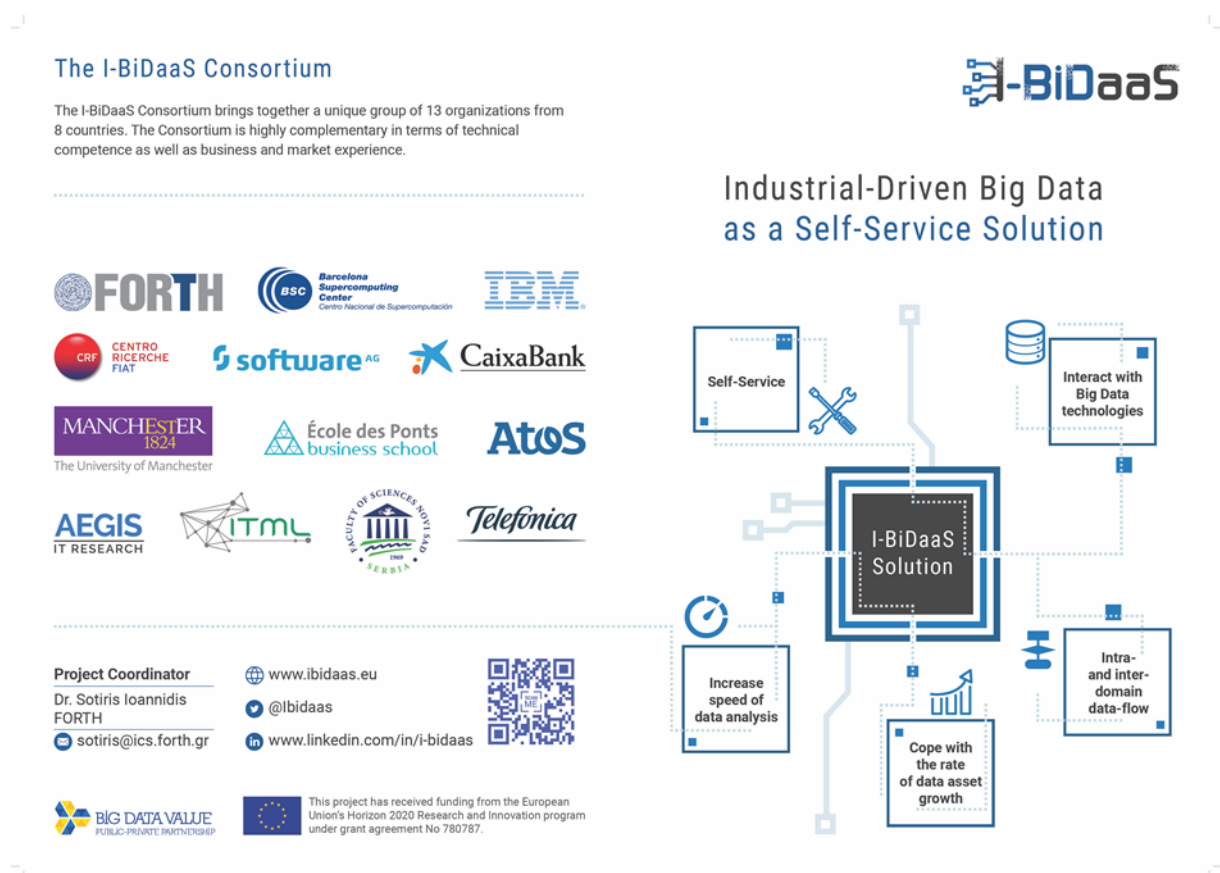 The I-BiDaaS Consortium
The I-BiDaaS Consortium brings together a unique group of 13 organizations from
8 countries. The Consortium is highly complementary in terms of technical
competence as well as business and market experience.
FORTH
BSC
Barcelona
Supercomputing
Center
Centro Nacional de Supercomputación
IBM
CRF
CENTRO
RICERCHE
FIAT
software AG
CaixaBank
MANCHESTER
1824
The University of Manchester
École des Ponts
business school
Atos
AEGIS
IT RESEARCH
ITML
FACULTY OF SCIENCES NOVI SAD
1969
SERBIA
Telefónica
Project Coordinator
Dr. Sotiris Ioannidis
FORTH
sotiris@ics.forth.gr
www.ibidaas.eu
@Ibidaas
www.linkedin.com/in/i-bidaas
SCAN
ME
BIG DATA VALUE
PUBLIC-PRIVATE PARTNERSHIP
This project has received funding from the European
Union's Horizon 2020 Research and Innovation program
under grant agreement No 780787.
I-BiDaaS
Industrial-Driven Big Data
as a Self-Service Solution
Self-Service
Interact with
Big Data
technologies
I-BiDaaS
Solution
Increase
speed of
data analysis
Cope with
the rate
of data asset
growth
Intra-
and inter-
domain
data-flow